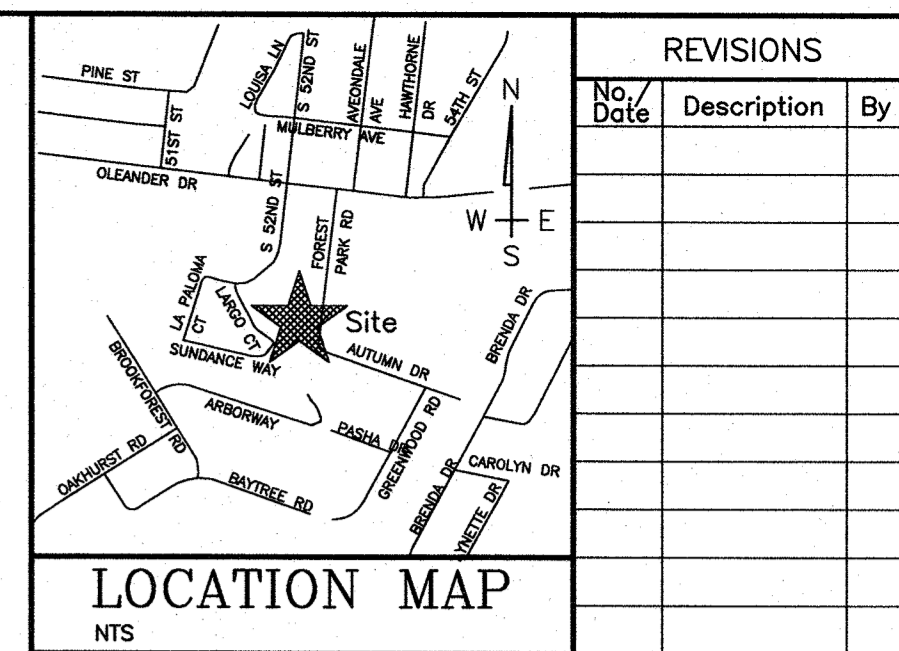 REVISIONS
No./
Date
Description
By
PINE ST
51ST ST
LOUISA LN
S 52ND ST
AVEONDALE
AVE
HAWTHORNE
DR
54TH ST
MULBERRY AVE
OLEANDER DR
N
W
E
S
S 52ND ST
FOREST
PARK RD
LA PALOMA
CT
LARGO CT
Site
SUNDANCE WAY
AUTUMN DR
BRENDA DR
BROOKFOREST RD
ARBORWAY
PASHA DR
GREENWOOD RD
OAKHURST RD
BAYTREE RD
CAROLYN DR
BRENDA DR
YNETTE DR
LOCATION MAP
NTS